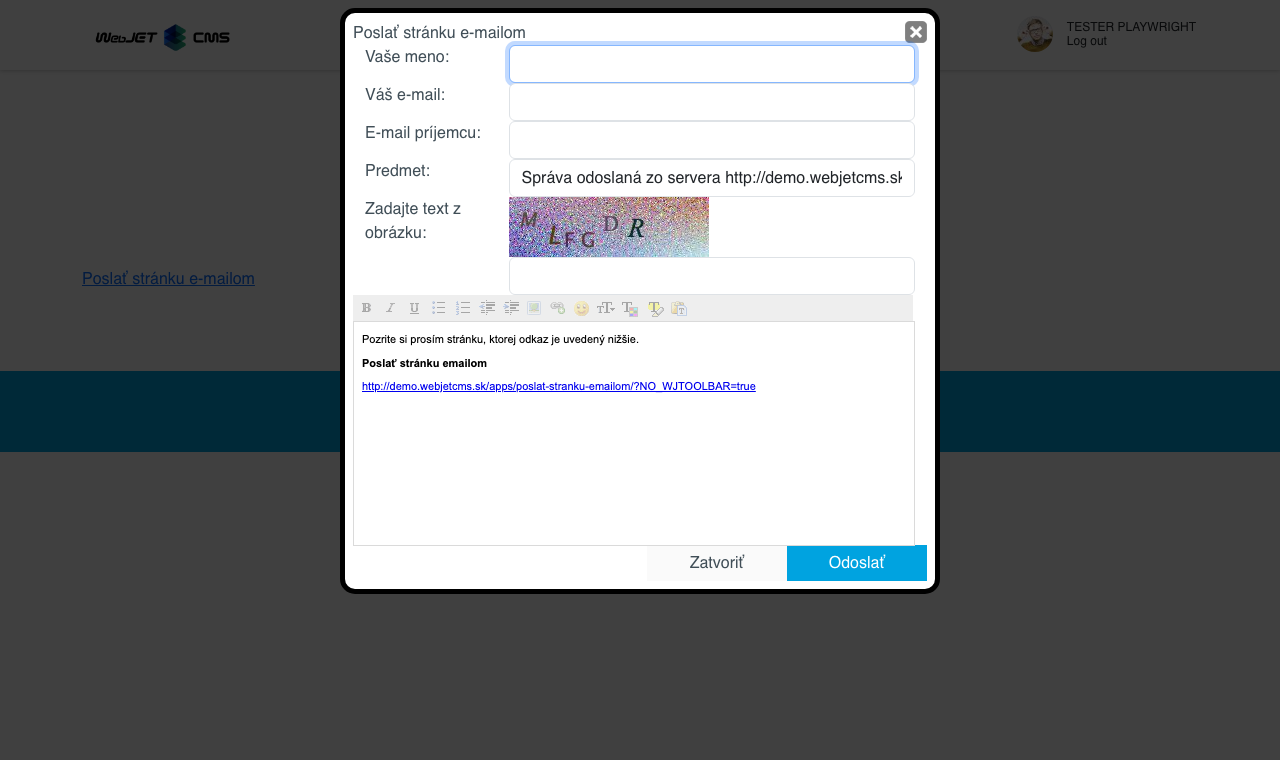 WebJET CMS
TESTER PLAYWRIGHT
Log out
Poslať stránku e-mailom
Poslať stránku e-mailom
Vaše meno:
Váš e-mail:
E-mail príjemcu:
Predmet:
Správa odoslaná zo servera http://demo.webjetcms.sk
Zadajte text z
obrázku:
M L F G D R
Pozrite si prosím stránku, ktorej odkaz je uvedený nižšie.
Poslať stránku emailom
http://demo.webjetcms.sk/apps/poslat-stranku-emailom/?NO_WJTOOLBAR=true
Zatvoriť
Odoslať